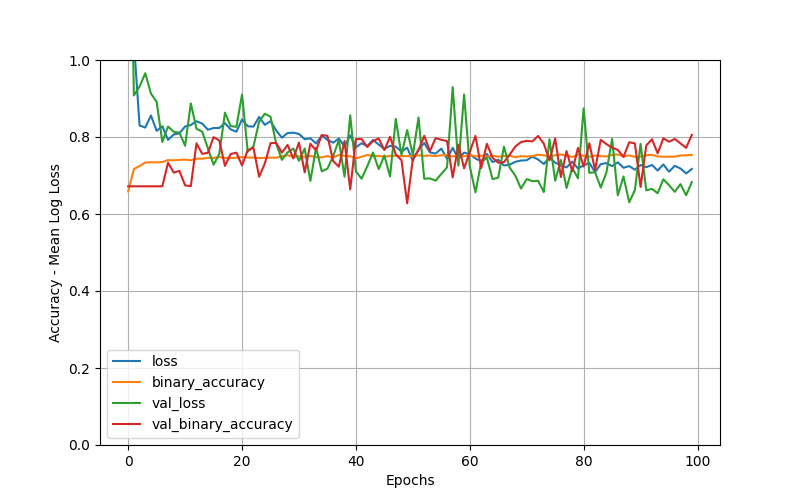 1.0
0.8
0.6
0.4
0.2
0.0
Accuracy - Mean Log Loss
loss
binary_accuracy
val_loss
val_binary_accuracy
0 20 40 60 80 100
Epochs